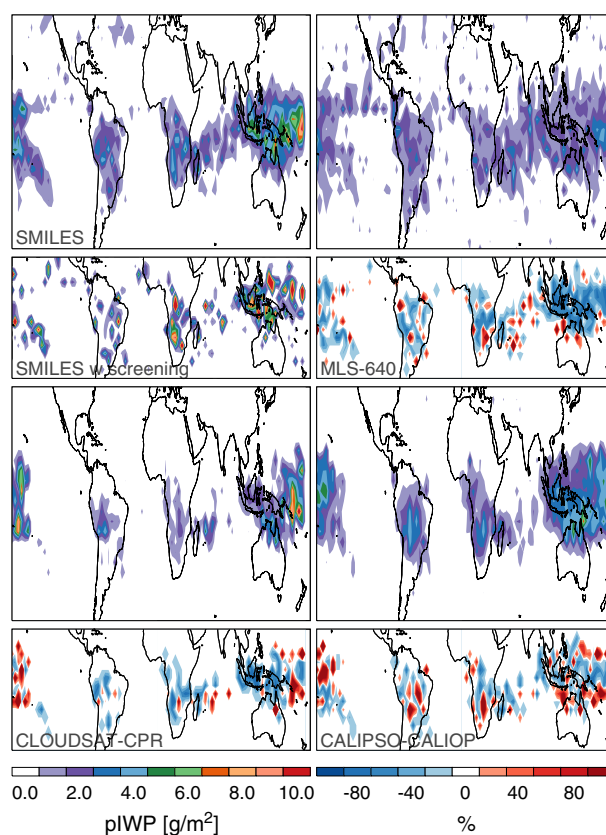 SMILES
SMILES w screening
MLS-640
CLOUDSAT-CPR
CALIPSO-CALIOP
0.0 2.0 4.0 6.0 8.0 10.0
-80 -40 0 40 80
pIWP [g/m²]
%